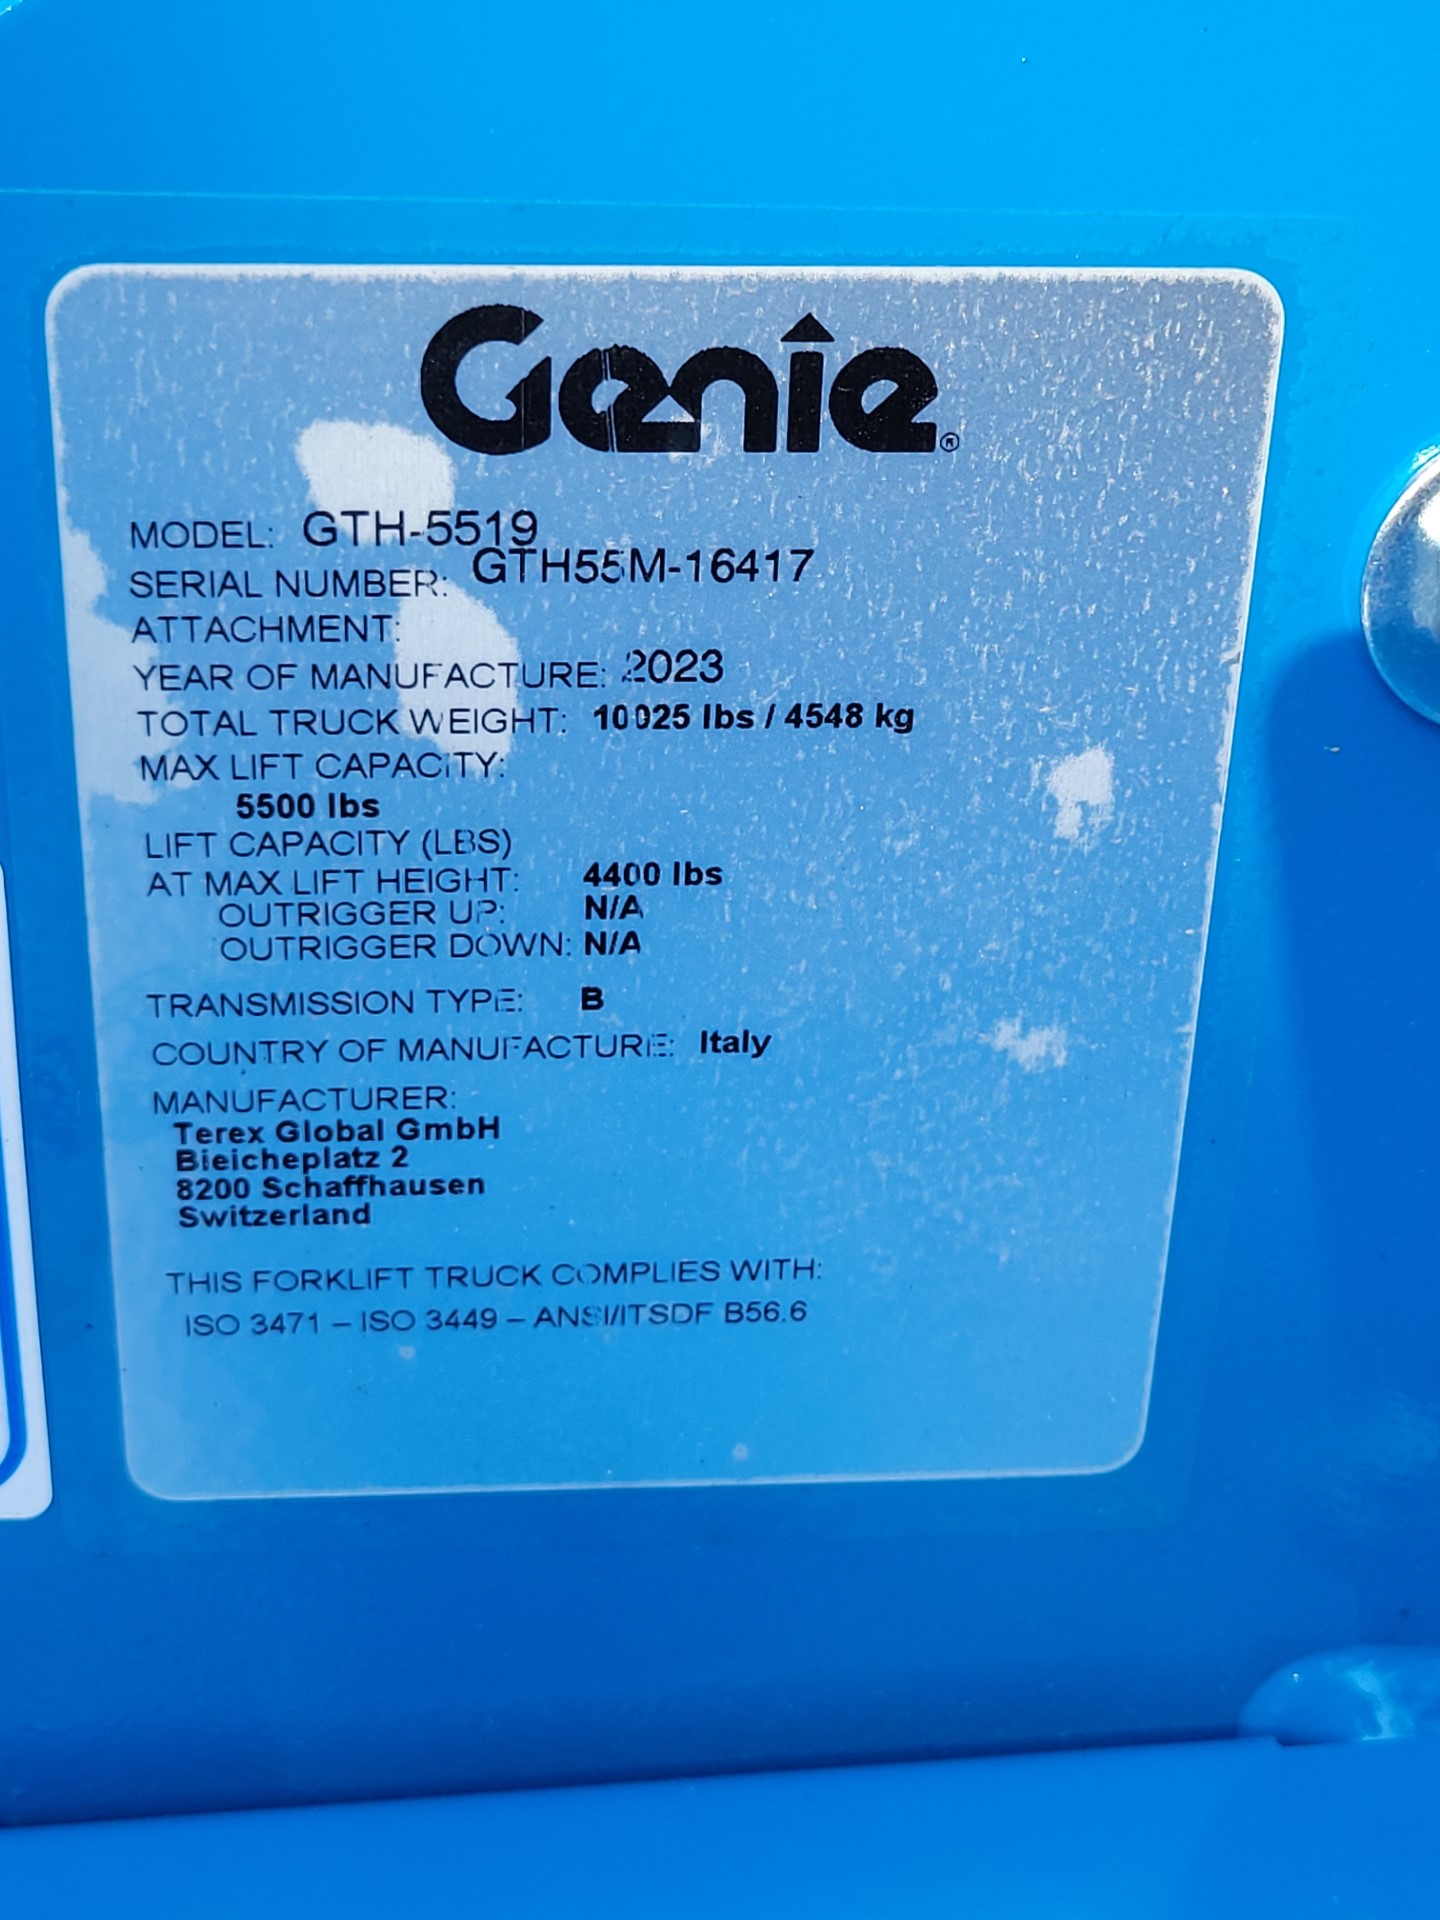 Genie®
MODEL: GTH-5519
SERIAL NUMBER: GTH55M-16417
ATTACHMENT:
YEAR OF MANUFACTURE: 2023
TOTAL TRUCK WEIGHT: 10025 lbs / 4548 kg
MAX LIFT CAPACITY:
5500 lbs
LIFT CAPACITY (LBS)
AT MAX LIFT HEIGHT: 4400 lbs
OUTRIGGER UP: N/A
OUTRIGGER DOWN: N/A
TRANSMISSION TYPE: B
COUNTRY OF MANUFACTURE: Italy
MANUFACTURER:
Terex Global GmbH
Bleicheplatz 2
8200 Schaffhausen
Switzerland
THIS FORKLIFT TRUCK COMPLIES WITH:
ISO 3471 – ISO 3449 – ANSI/ITSDF B56.6